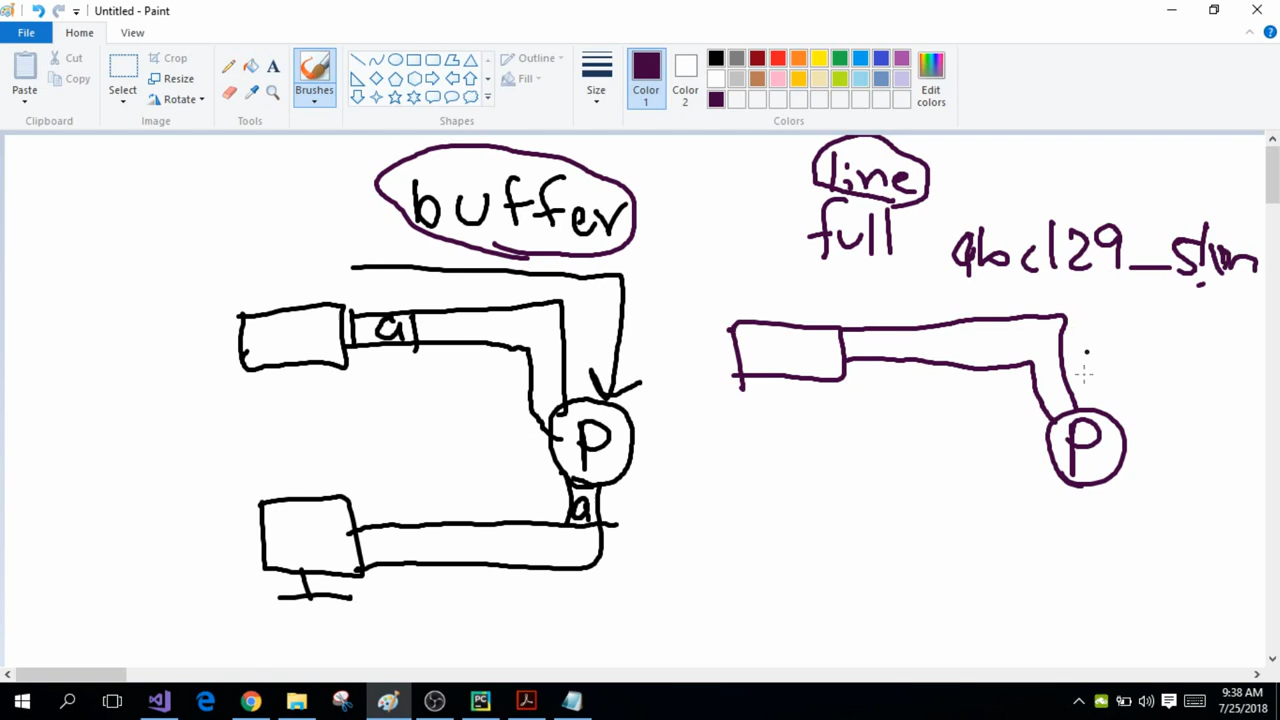 Untitled - Paint
File
Home
View
Paste
Cut
Copy
Clipboard
Select
Crop
Resize
Rotate
Image
A
Tools
Brushes
Outline
Fill
Shapes
Size
Color
1
Color
2
Edit
colors
Colors
buffer
line
full
abc129_
a
P
a
P
9:38 AM
7/25/2018